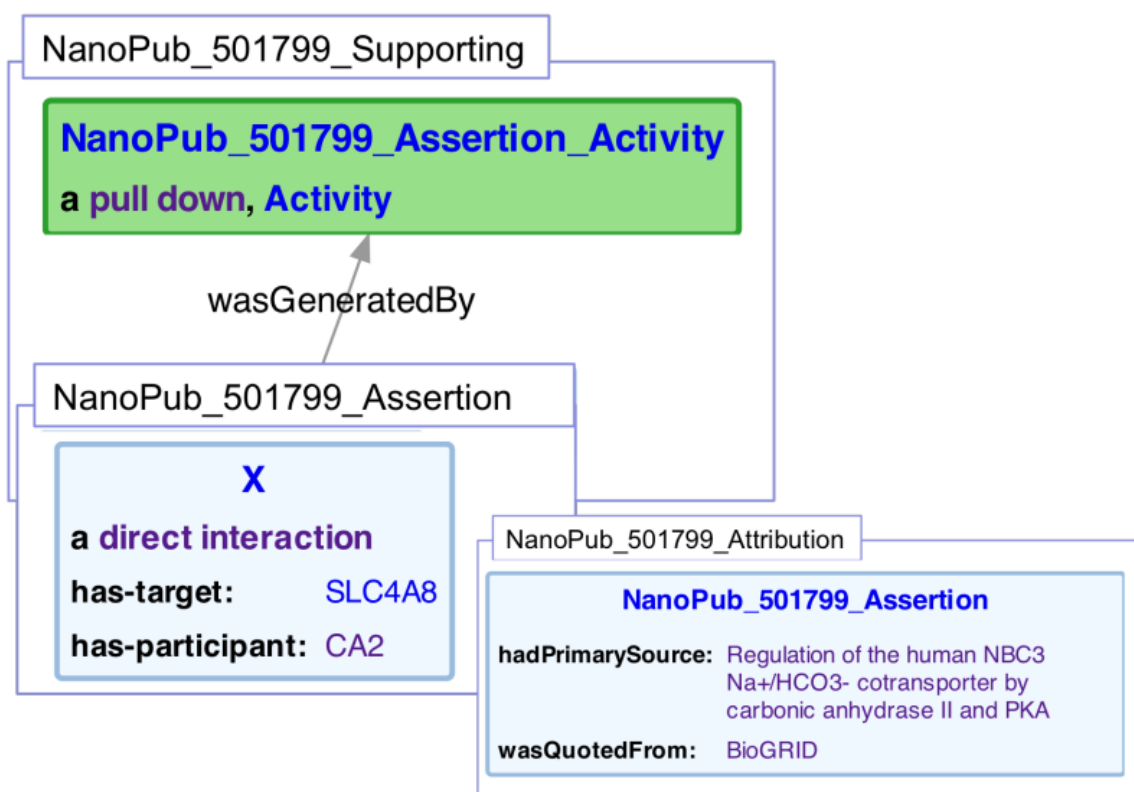 NanoPub_501799_Supporting
NanoPub_501799_Assertion_Activity
a pull down, Activity
wasGeneratedBy
NanoPub_501799_Assertion
X
a direct interaction
has-target: SLC4A8
has-participant: CA2
NanoPub_501799_Attribution
NanoPub_501799_Assertion
hadPrimarySource: Regulation of the human NBC3
Na+/HCO3- cotransporter by
carbonic anhydrase II and PKA
wasQuotedFrom: BioGRID